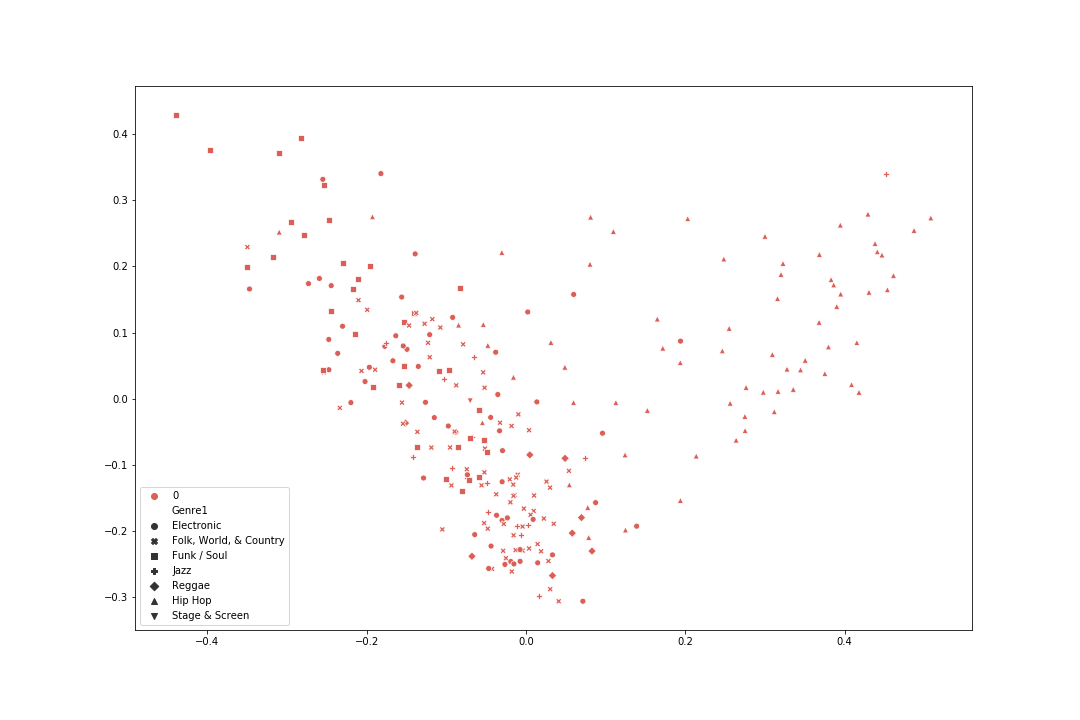 0.4
0.3
0.2
0.1
0.0
−0.1
−0.2
−0.3
0
Genre1
Electronic
Folk, World, & Country
Funk / Soul
Jazz
Reggae
Hip Hop
Stage & Screen
−0.4 −0.2 0.0 0.2 0.4